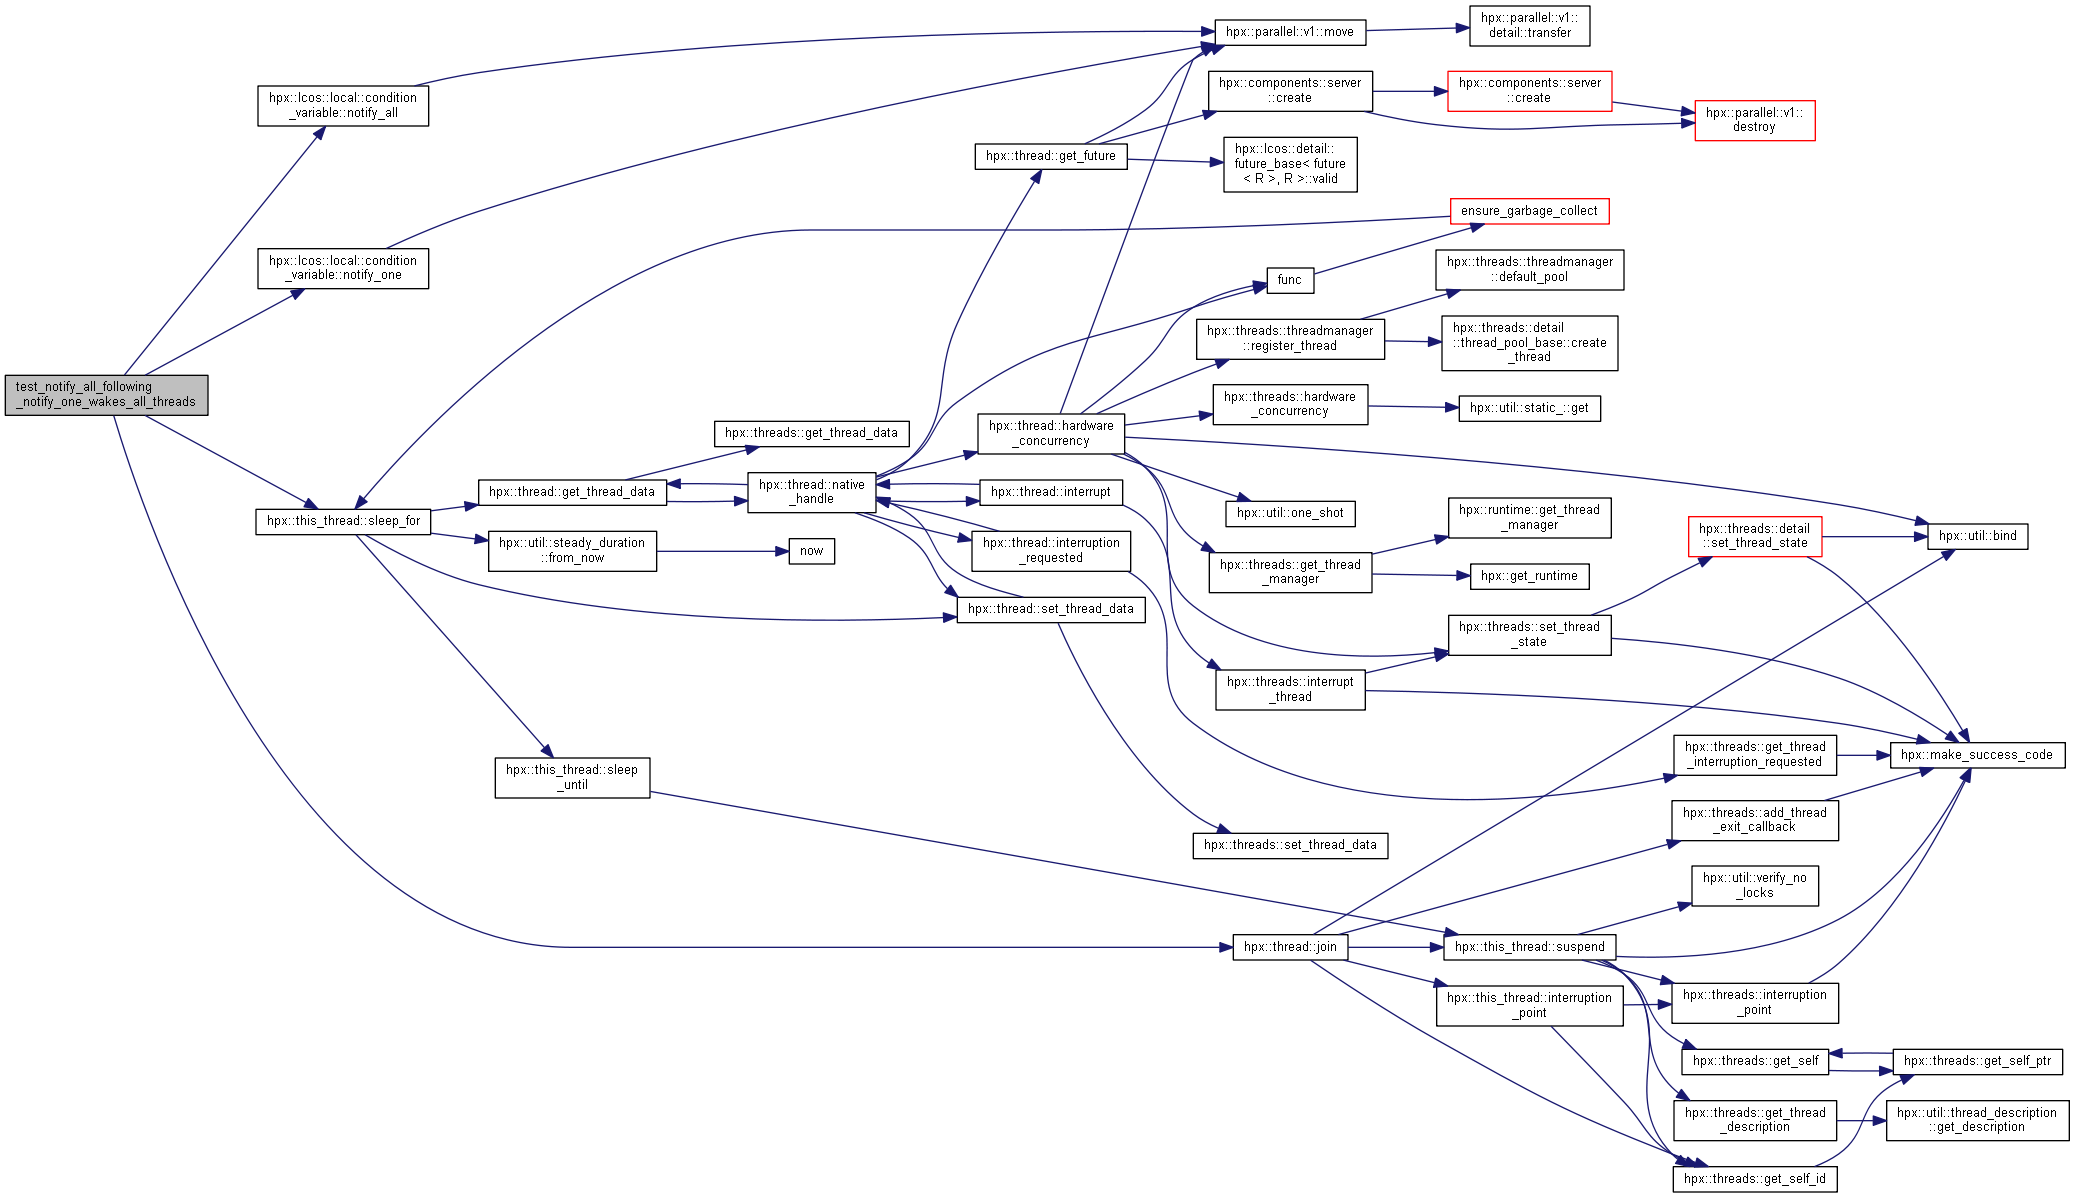 test_notify_all_following
_notify_one_wakes_all_threads
hpx::lcos::local::condition
_variable::notify_all
hpx::lcos::local::condition
_variable::notify_one
hpx::this_thread::sleep_for
hpx::thread::get_thread_data
hpx::util::steady_duration
::from_now
hpx::this_thread::sleep
_until
hpx::threads::get_thread_data
hpx::thread::native
_handle
now
hpx::thread::get_future
hpx::thread::hardware
_concurrency
hpx::thread::interrupt
hpx::thread::interruption
_requested
hpx::thread::set_thread_data
hpx::parallel::v1::move
hpx::components::server
::create
hpx::lcos::detail::
future_base< future
< R >, R >::valid
func
hpx::threads::threadmanager
::register_thread
hpx::threads::hardware
_concurrency
hpx::util::one_shot
hpx::threads::get_thread
_manager
hpx::threads::interrupt
_thread
hpx::threads::set_thread_data
hpx::thread::join
hpx::parallel::v1::
detail::transfer
hpx::components::server
::create
ensure_garbage_collect
hpx::threads::threadmanager
::default_pool
hpx::threads::detail
::thread_pool_base::create
_thread
hpx::util::static_::get
hpx::runtime::get_thread
_manager
hpx::get_runtime
hpx::threads::set_thread
_state
hpx::this_thread::suspend
hpx::this_thread::interruption
_point
hpx::parallel::v1::
destroy
hpx::threads::detail
::set_thread_state
hpx::threads::get_thread
_interruption_requested
hpx::threads::add_thread
_exit_callback
hpx::util::verify_no
_locks
hpx::threads::interruption
_point
hpx::threads::get_self
hpx::threads::get_thread
_description
hpx::threads::get_self_id
hpx::util::bind
hpx::make_success_code
hpx::threads::get_self_ptr
hpx::util::thread_description
::get_description